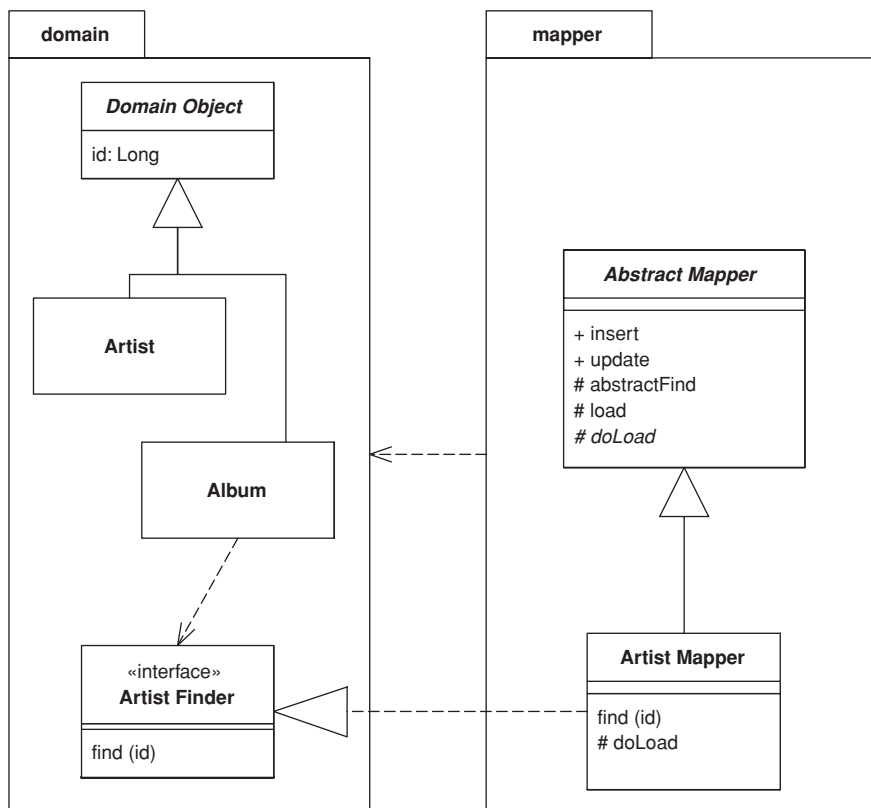 domain
Domain Object
id: Long
Artist
Album
«interface»
Artist Finder
find (id)
mapper
Abstract Mapper
+ insert
+ update
# abstractFind
# load
# doLoad
Artist Mapper
find (id)
# doLoad